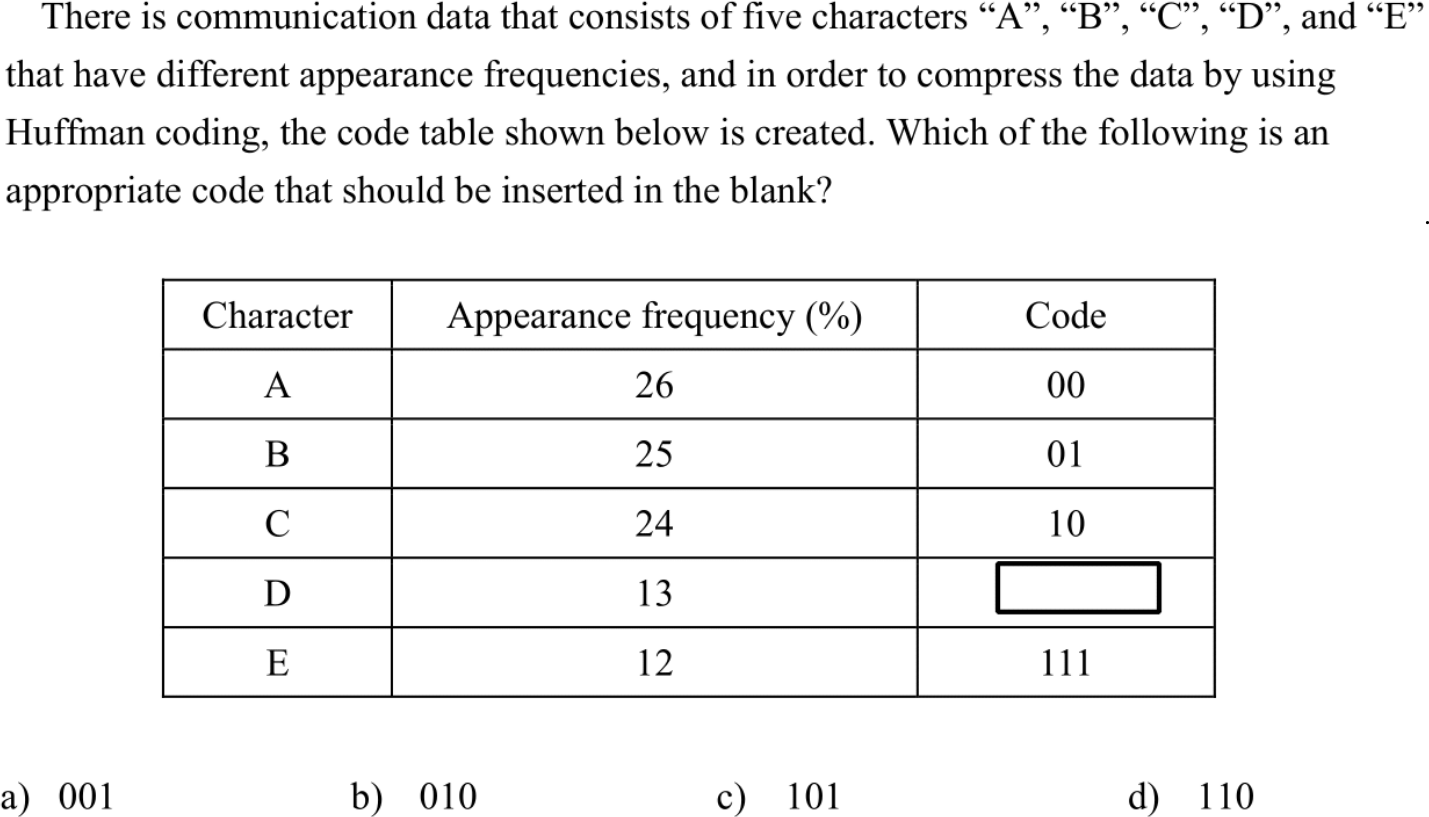 There is communication data that consists of five characters “A”, “B”, “C”, “D”, and “E”
that have different appearance frequencies, and in order to compress the data by using
Huffman coding, the code table shown below is created. Which of the following is an
appropriate code that should be inserted in the blank?
Character Appearance frequency (%) Code
A 26 00
B 25 01
C 24 10
D 13
E 12 111
a) 001 b) 010 c) 101 d) 110